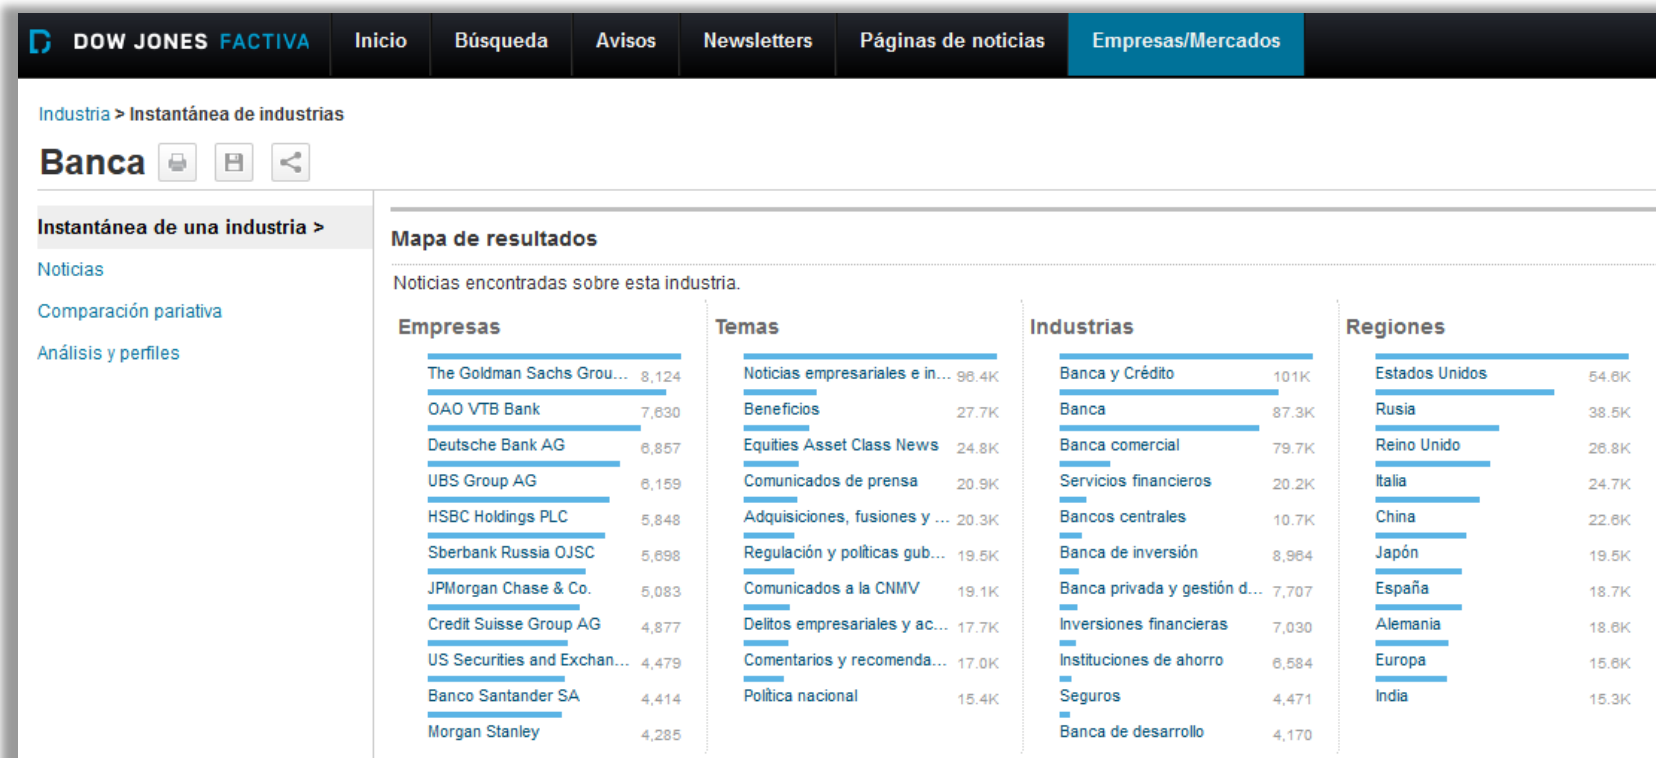 DOW JONES FACTIVA Inicio Búsqueda Avisos Newsletters Páginas de noticias Empresas/Mercados
Industria > Instantánea de industrias
Banca
Instantánea de una industria >
Noticias
Comparación pariativa
Análisis y perfiles
Mapa de resultados
Noticias encontradas sobre esta industria.
Empresas
The Goldman Sachs Grou... 8,124
OAO VTB Bank 7,630
Deutsche Bank AG 6,857
UBS Group AG 6,159
HSBC Holdings PLC 5,848
Sberbank Russia OJSC 5,698
JPMorgan Chase & Co. 5,083
Credit Suisse Group AG 4,877
US Securities and Exchan... 4,479
Banco Santander SA 4,414
Morgan Stanley 4,285
Temas
Noticias empresariales e in... 96.4K
Beneficios 27.7K
Equities Asset Class News 24.8K
Comunicados de prensa 20.9K
Adquisiciones, fusiones y ... 20.3K
Regulación y políticas gub... 19.5K
Comunicados a la CNMV 19.1K
Delitos empresariales y ac... 17.7K
Comentarios y recomenda... 17.0K
Política nacional 15.4K
Industrias
Banca y Crédito 101K
Banca 87.3K
Banca comercial 79.7K
Servicios financieros 20.2K
Bancos centrales 10.7K
Banca de inversión 8,964
Banca privada y gestión d... 7,707
Inversiones financieras 7,030
Instituciones de ahorro 6,584
Seguros 4,471
Banca de desarrollo 4,170
Regiones
Estados Unidos 54.6K
Rusia 38.5K
Reino Unido 26.8K
Italia 24.7K
China 22.6K
Japón 19.5K
España 18.7K
Alemania 18.6K
Europa 15.6K
India 15.3K